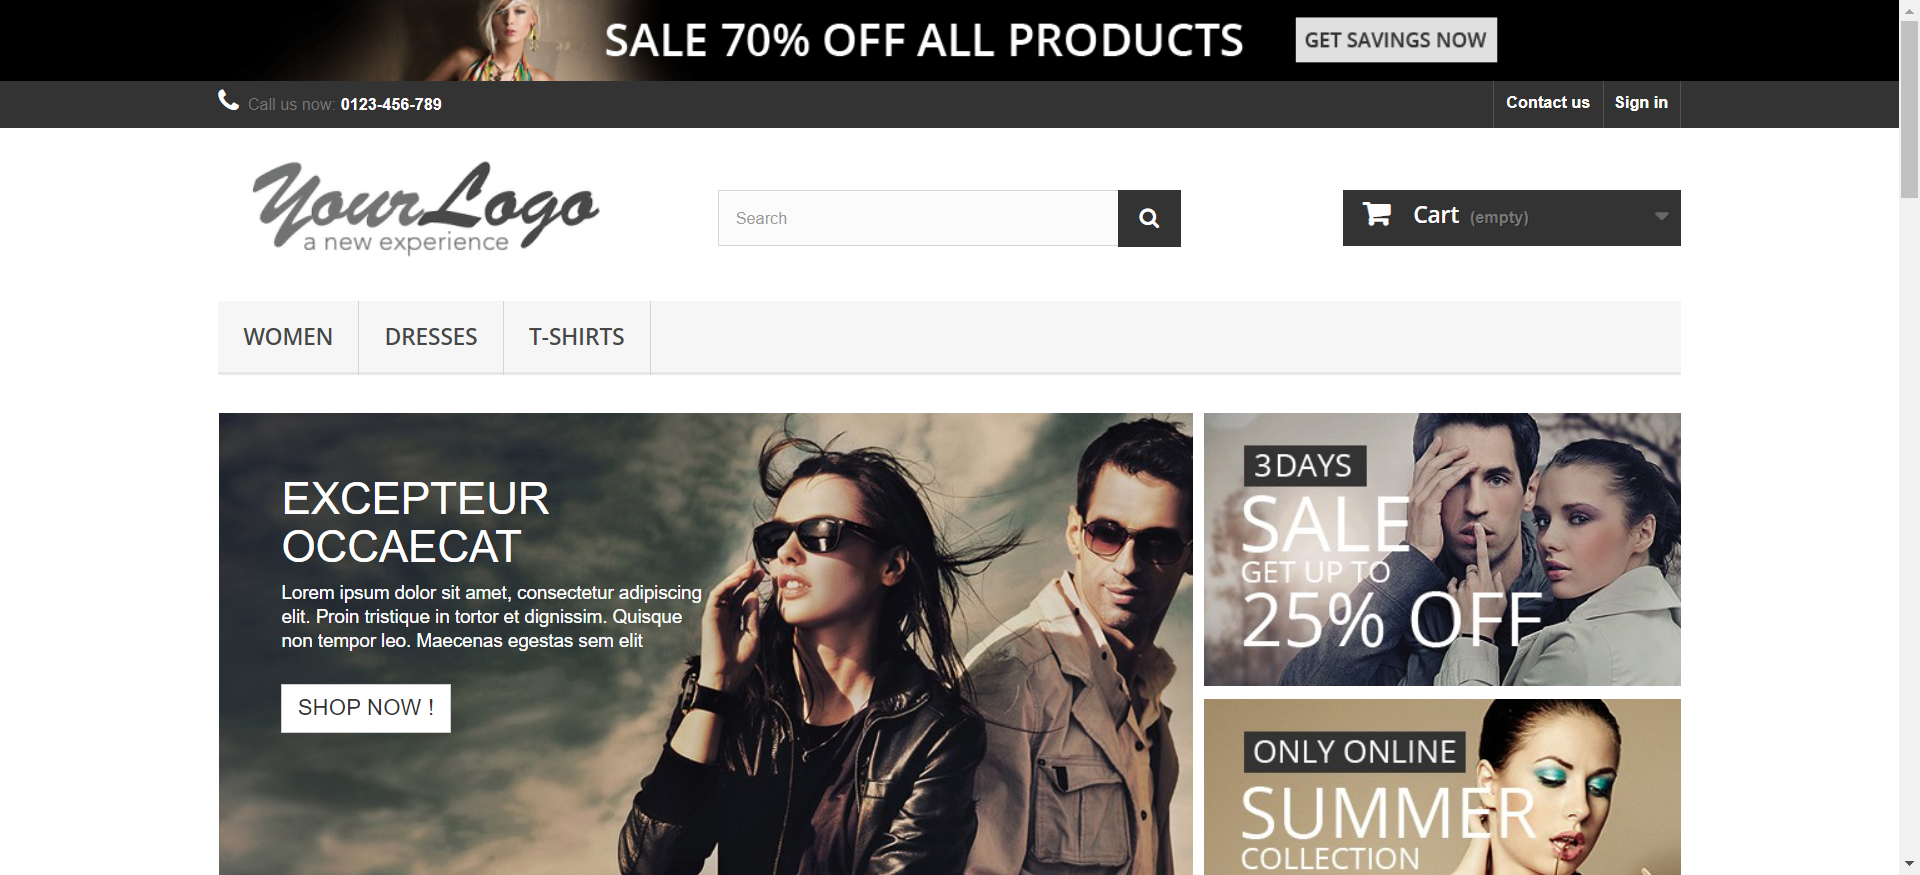 SALE 70% OFF ALL PRODUCTS
GET SAVINGS NOW
Call us now: 0123-456-789
Contact us
Sign in
YourLogo
a new experience
Search
Cart (empty)
WOMEN
DRESSES
T-SHIRTS
EXCEPTEUR
OCCAECAT
Lorem ipsum dolor sit amet, consectetur adipiscing
elit. Proin tristique in tortor et dignissim. Quisque
non tempor leo. Maecenas egestas sem elit
SHOP NOW !
3 DAYS
SALE
GET UP TO
25% OFF
ONLY ONLINE
SUMMER
COLLECTION